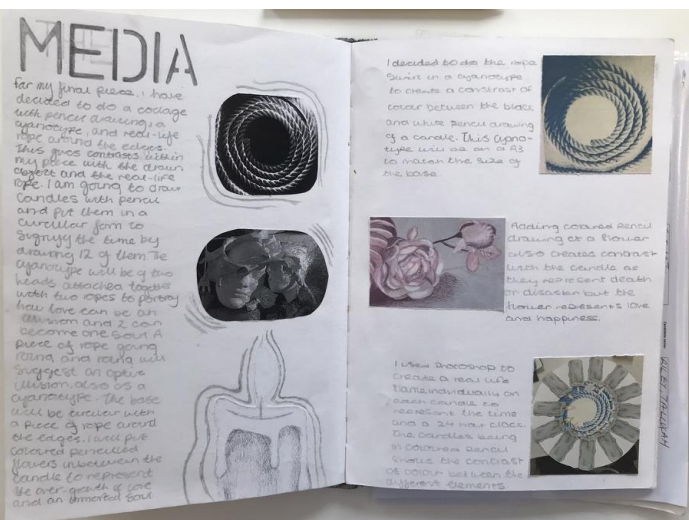 MEDIA
For my final piece, I have
decided to do a collage
with pencil drawing, a
cyanotype, and real-life
rope around the edges.
This gives contrasts within
my piece with the drawn
object and the real-life
rope. I am going to draw
candles with pencil
and put them in a
circular form to
signify the time by
drawing 12 of them. The
cyanotype will be of two
heads attached together
with two ropes to portray
how love can be an
illusion and 2 can
become one soul. A
piece of rope going
round and round will
suggest an optic
illusion, also as a
cyanotype. The base
will be circular with
a piece of rope around
the edges. I will put
coloured pencilled
flowers inbetween the
candle to represent
the over-growth of love
and an immortal soul.
I decided to do the rope
swirl in a cyanotype
to create a contrast of
colour between the black
and white pencil drawing
of a candle. This cyano-
type will be on a A3
to match the size of
the base.
Adding coloured pencil
drawing of a flower
also creates contrast
with the candle as
they represent death
or disaster but the
flower represents love
and happiness.
I used Photoshop to
create a real life
flame individually on
each candle to
represent the time
and a 24 hour clock.
The candles being
in coloured pencil
shows the contrast
of colour between the
different elements.